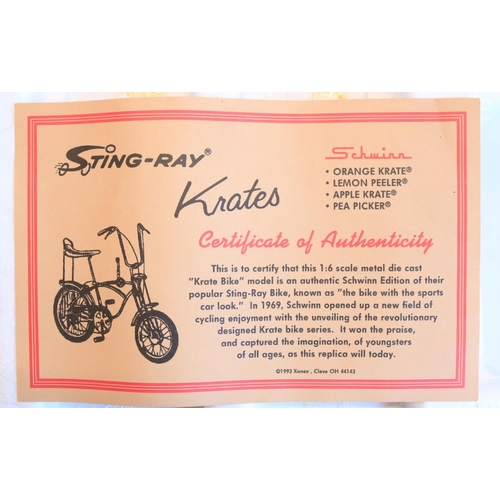 STING-RAY®
Krates
Schwinn
• ORANGE KRATE®
• LEMON PEELER®
• APPLE KRATE®
• PEA PICKER®
Certificate of Authenticity
This is to certify that this 1:6 scale metal die cast
"Krate Bike" model is an authentic Schwinn Edition of their
popular Sting-Ray Bike, known as "the bike with the sports
car look." In 1969, Schwinn opened up a new field of
cycling enjoyment with the unveiling of the revolutionary
designed Krate bike series. It won the praise,
and captured the imagination, of youngsters
of all ages, as this replica will today.
©1993 Xonex, Cleve OH 44143